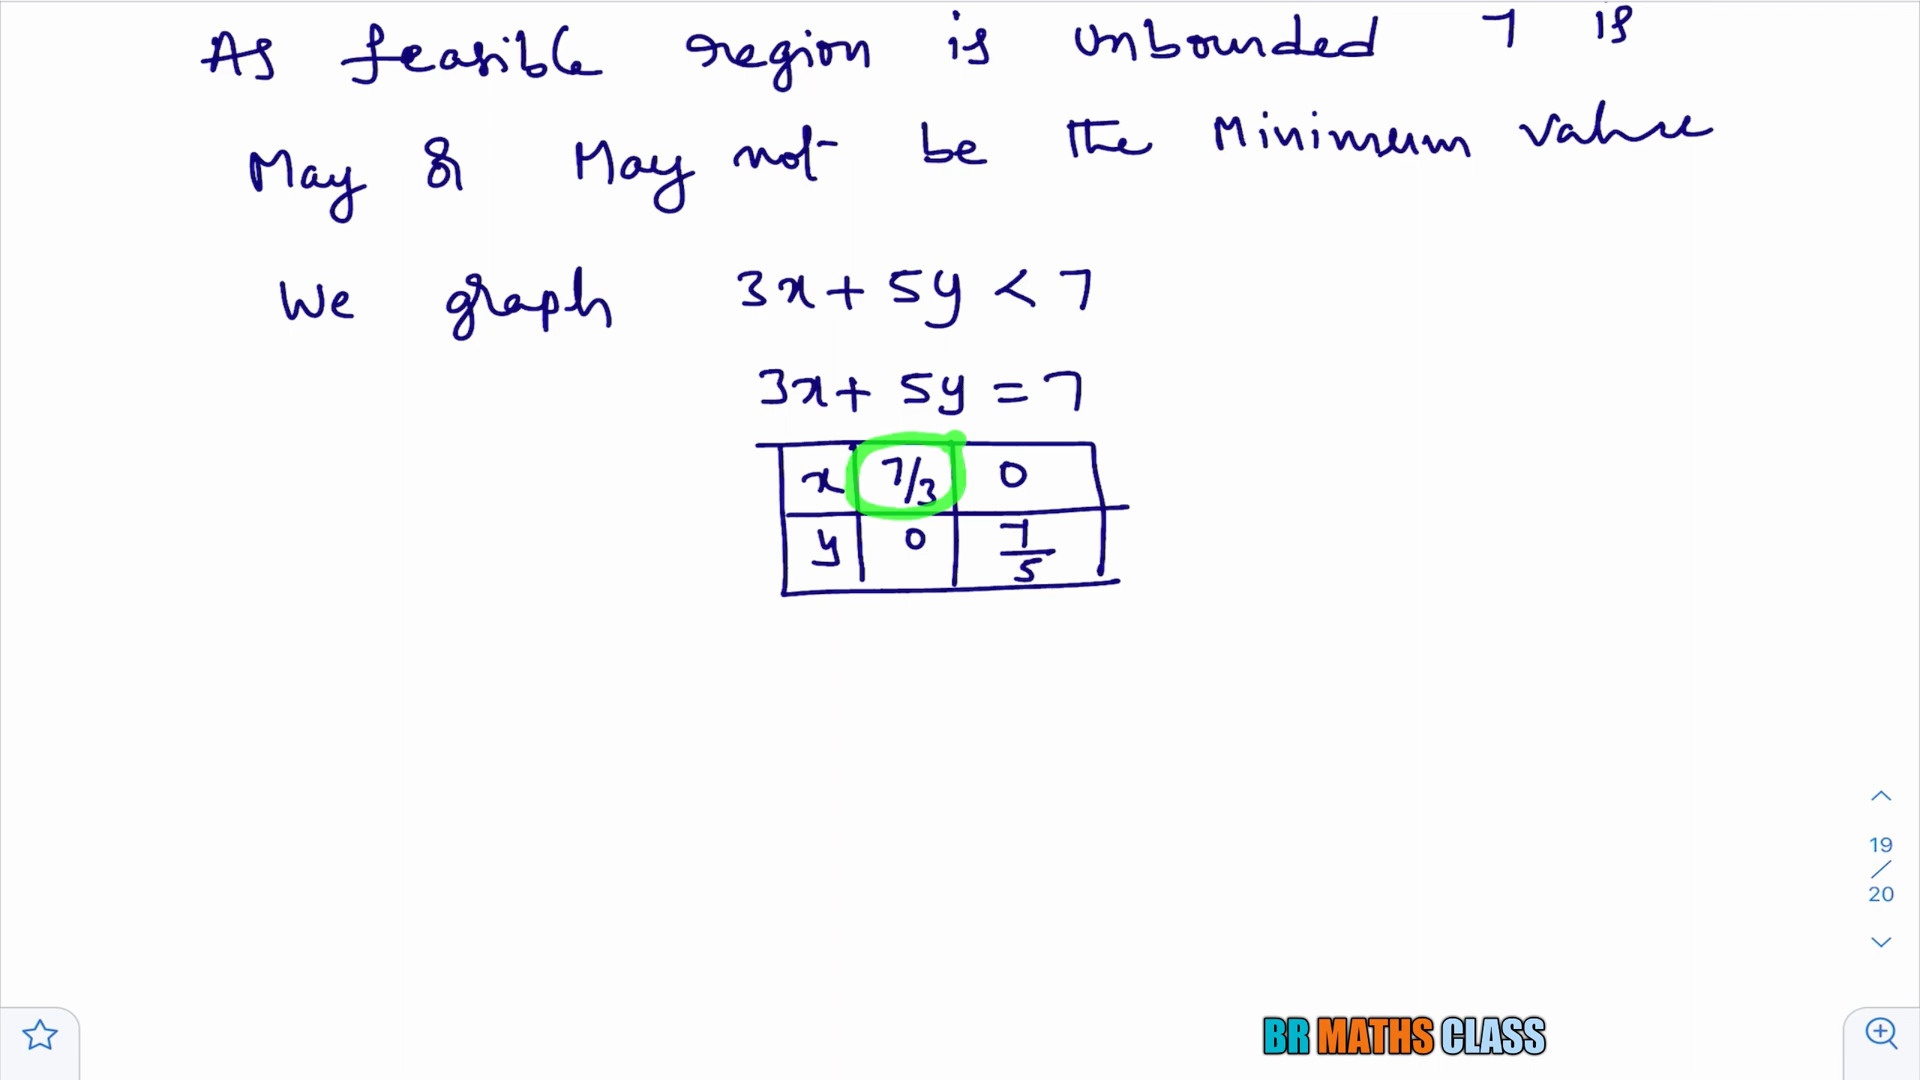 As feasible region is unbounded 7 is
May or May not be the Minimum value
We graph 3x + 5y < 7
3x + 5y = 7
x 7/3 0
y 0 7/5
19
/
20
BR MATHS CLASS